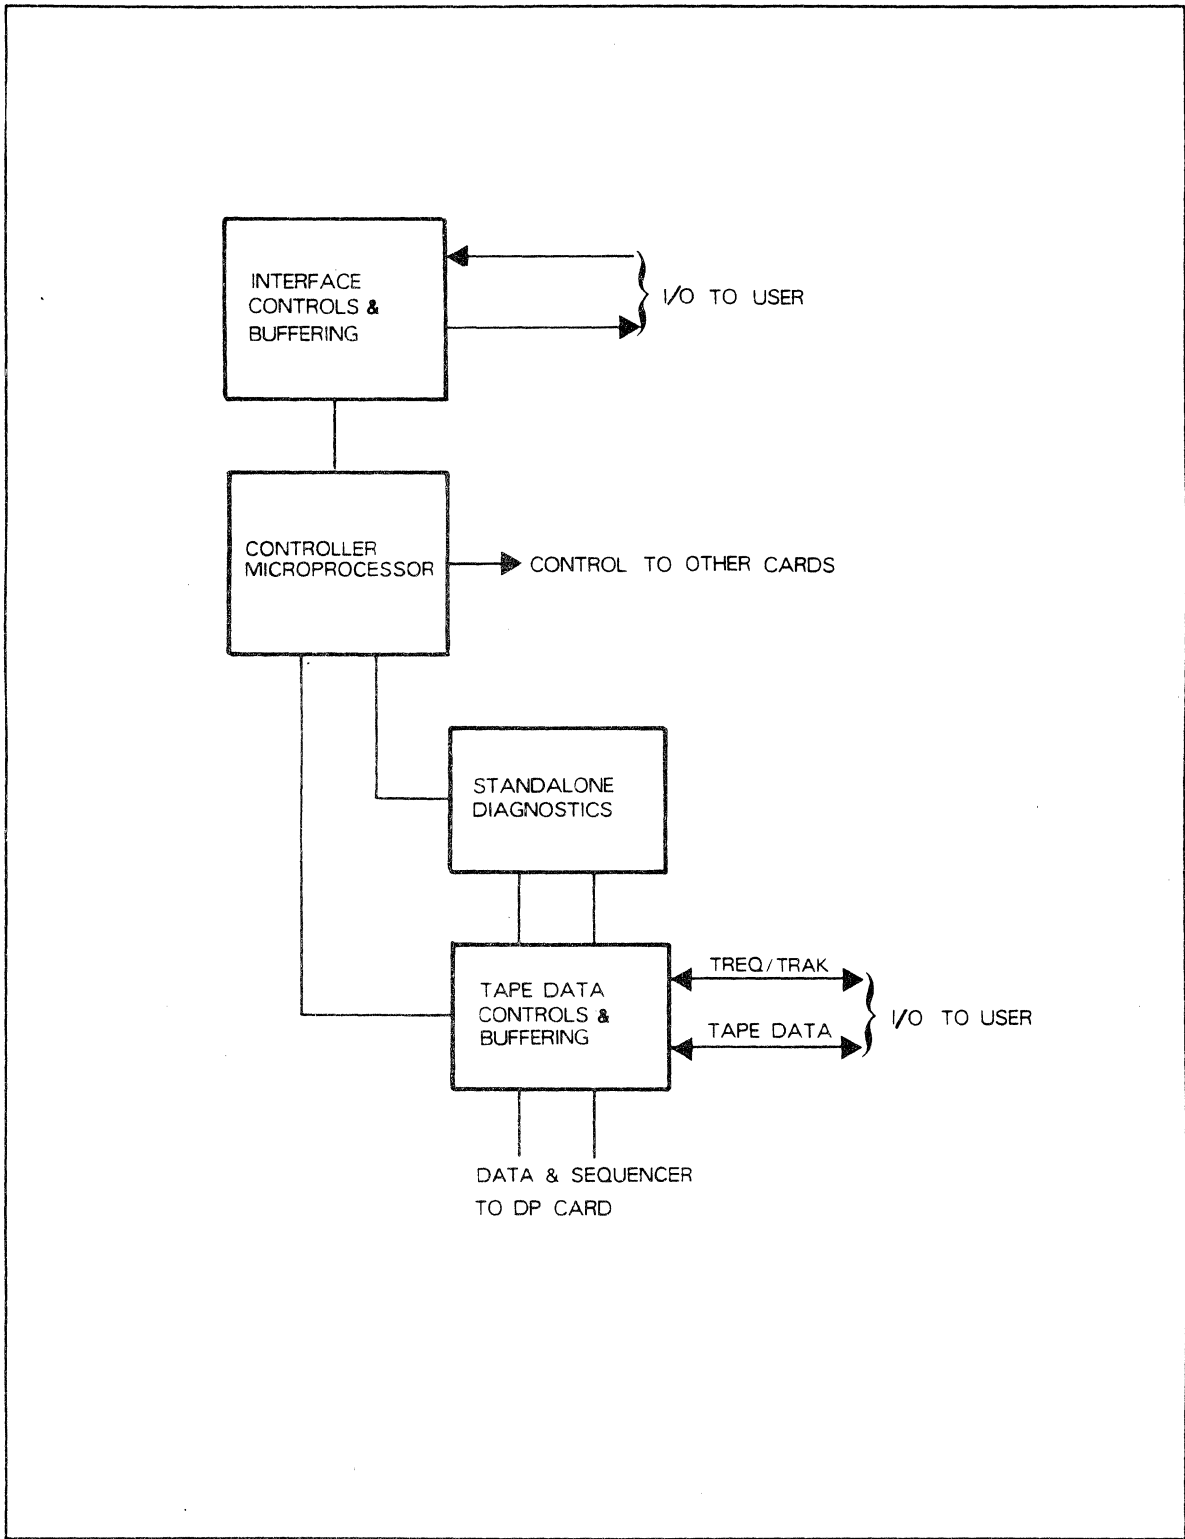 INTERFACE
CONTROLS &
BUFFERING
I/O TO USER
CONTROLLER
MICROPROCESSOR
CONTROL TO OTHER CARDS
STANDALONE
DIAGNOSTICS
TAPE DATA
CONTROLS &
BUFFERING
TREQ/TRAK
TAPE DATA
I/O TO USER
DATA & SEQUENCER
TO DP CARD